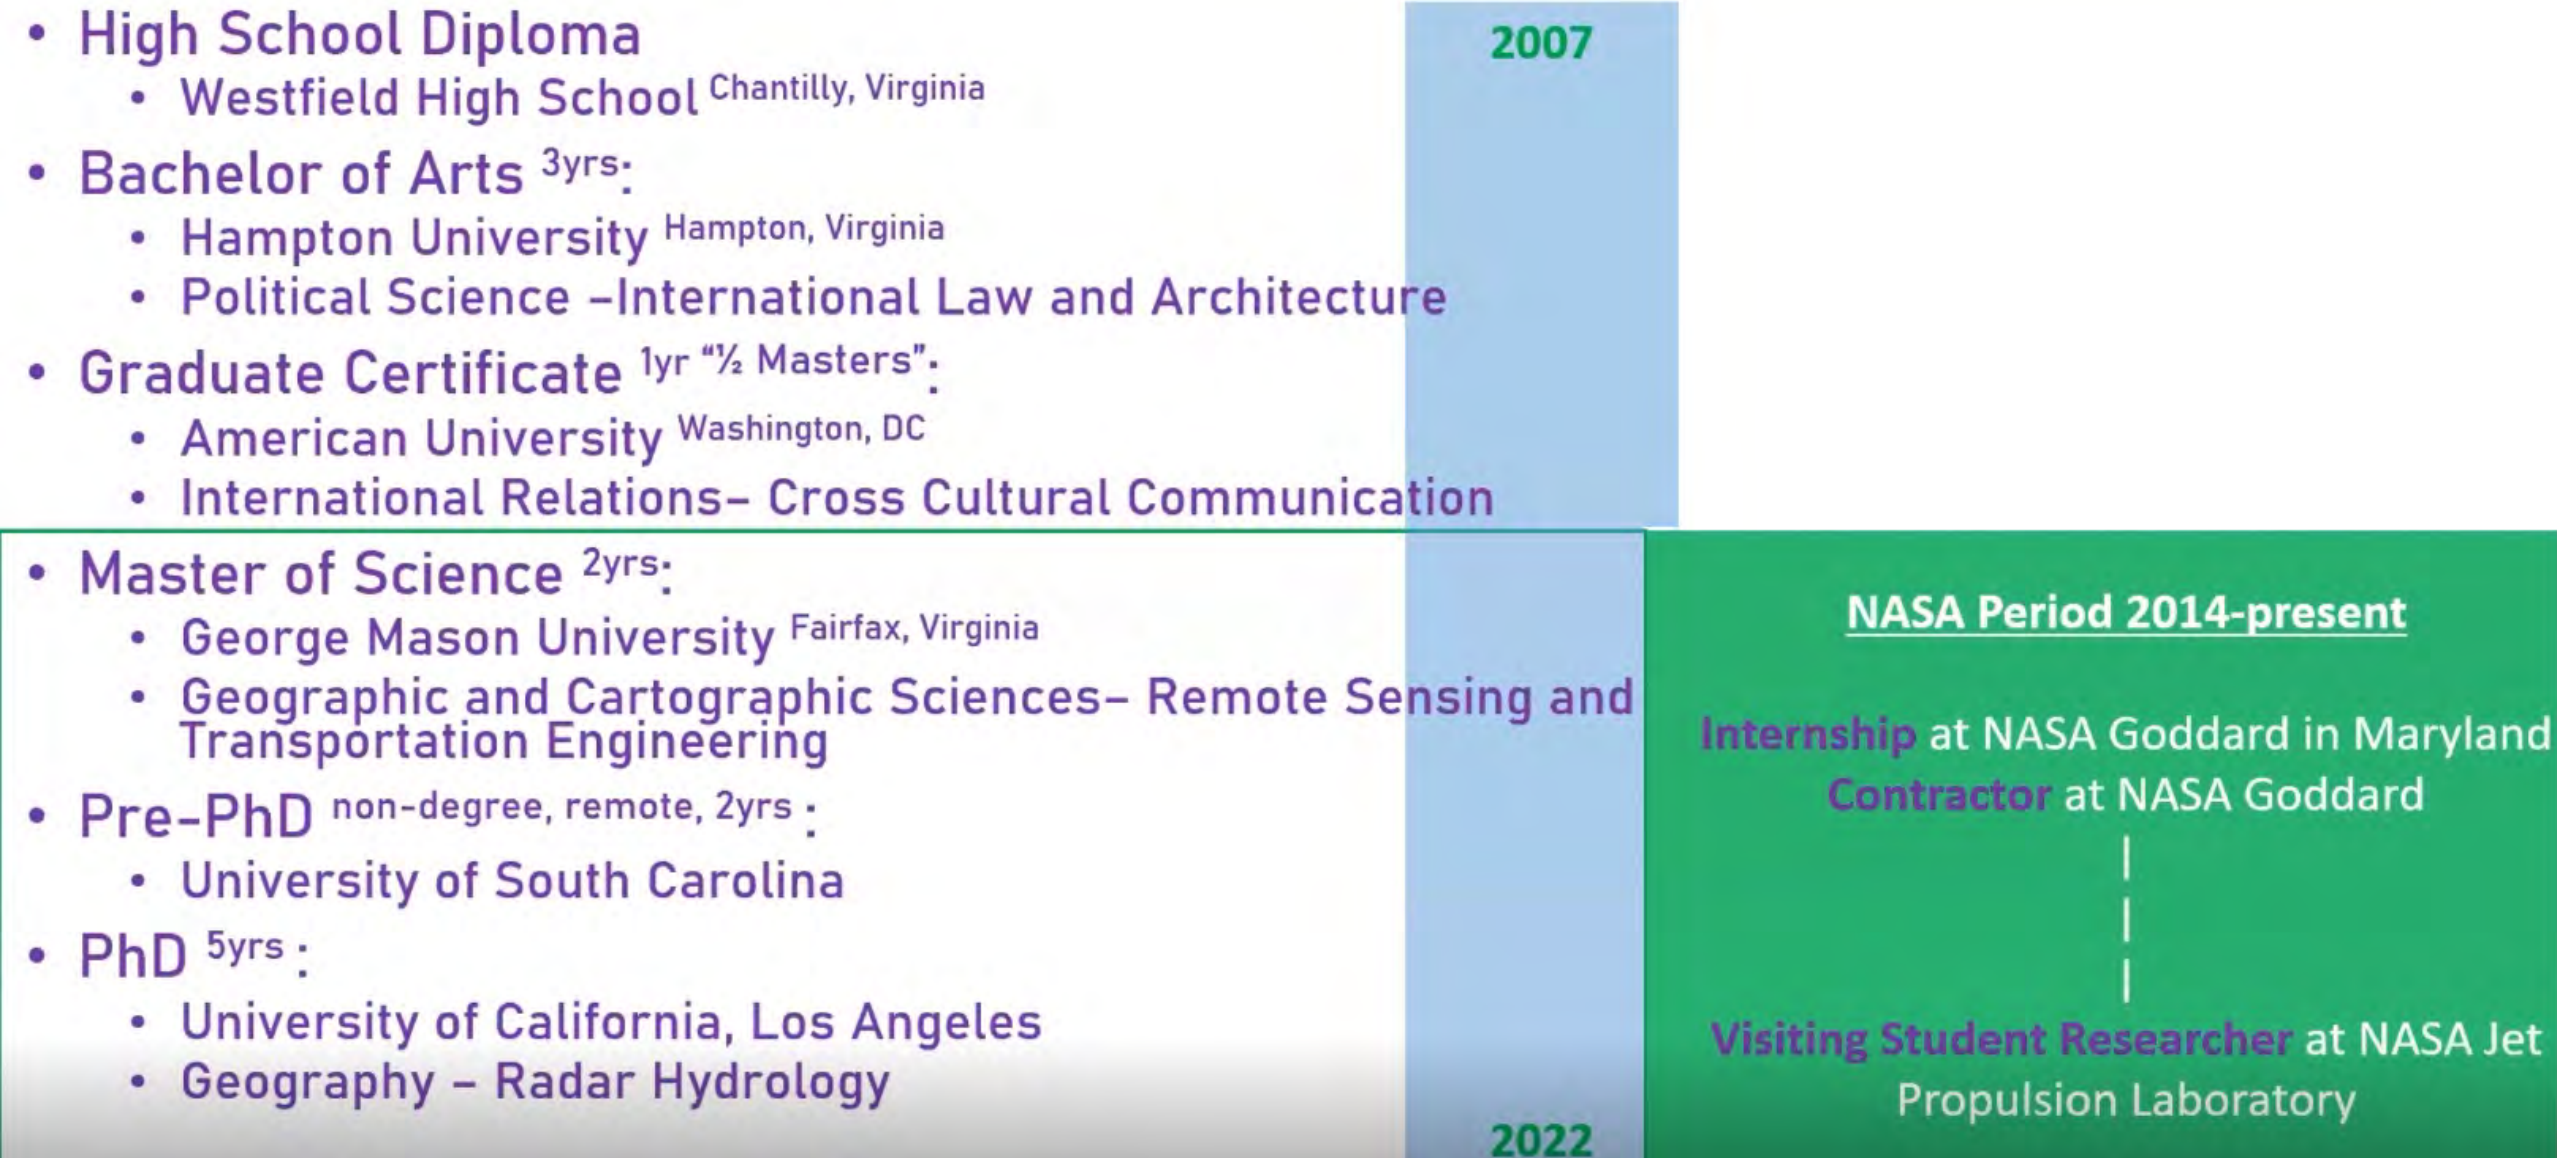 • High School Diploma
• Westfield High School Chantilly, Virginia
• Bachelor of Arts 3yrs:
• Hampton University Hampton, Virginia
• Political Science –International Law and Architecture
• Graduate Certificate 1yr “½ Masters”:
• American University Washington, DC
• International Relations– Cross Cultural Communication
• Master of Science 2yrs:
• George Mason University Fairfax, Virginia
• Geographic and Cartographic Sciences– Remote Sensing and
Transportation Engineering
• Pre-PhD non-degree, remote, 2yrs :
• University of South Carolina
• PhD 5yrs :
• University of California, Los Angeles
• Geography – Radar Hydrology
2007
2022
NASA Period 2014-present
Internship at NASA Goddard in Maryland
Contractor at NASA Goddard
Visiting Student Researcher at NASA Jet
Propulsion Laboratory